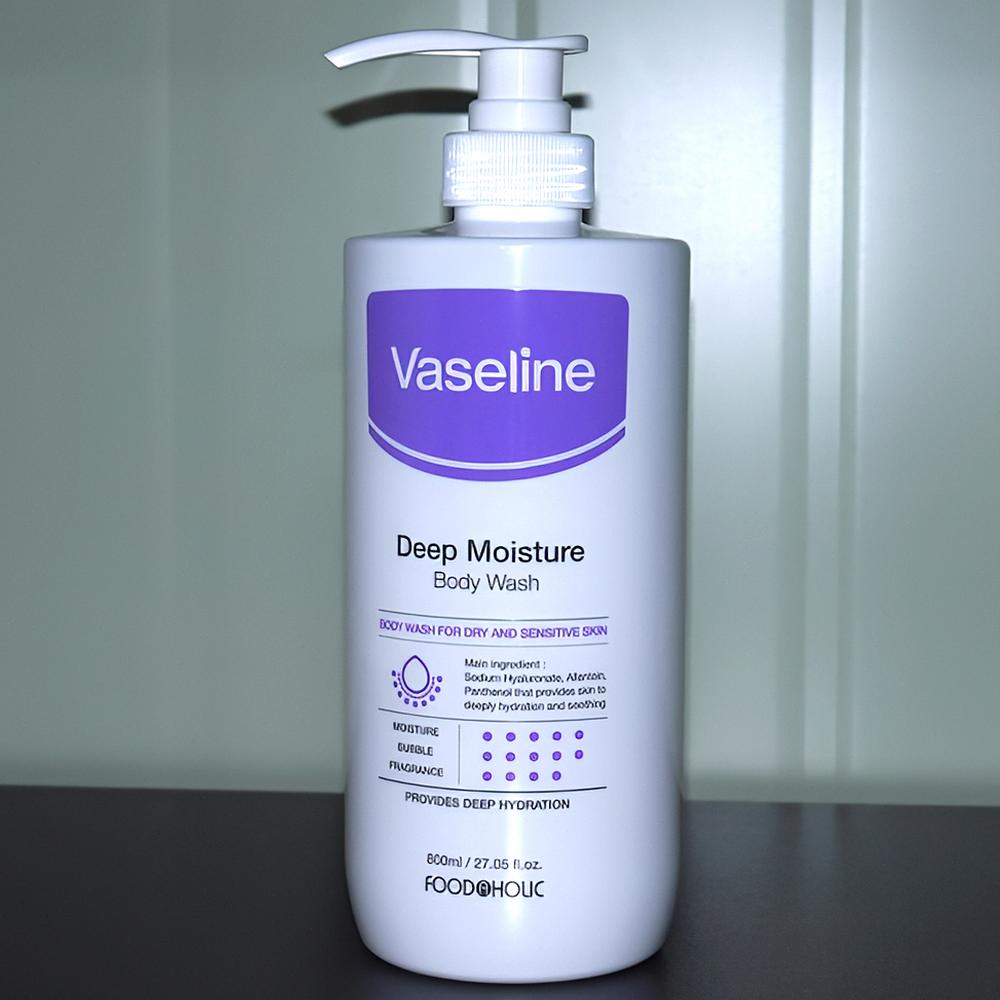 Vaseline
Deep Moisture
Body Wash
BODY WASH FOR DRY AND SENSITIVE SKIN
Main ingredient :
Sodium Hyaluronate, Allantoin,
Panthenol that provides skin to
deeply hydration and soothing
MOISTURE
BUBBLE
FRAGRANCE
PROVIDES DEEP HYDRATION
800ml / 27.05 fl.oz.
FOODAHOLIC